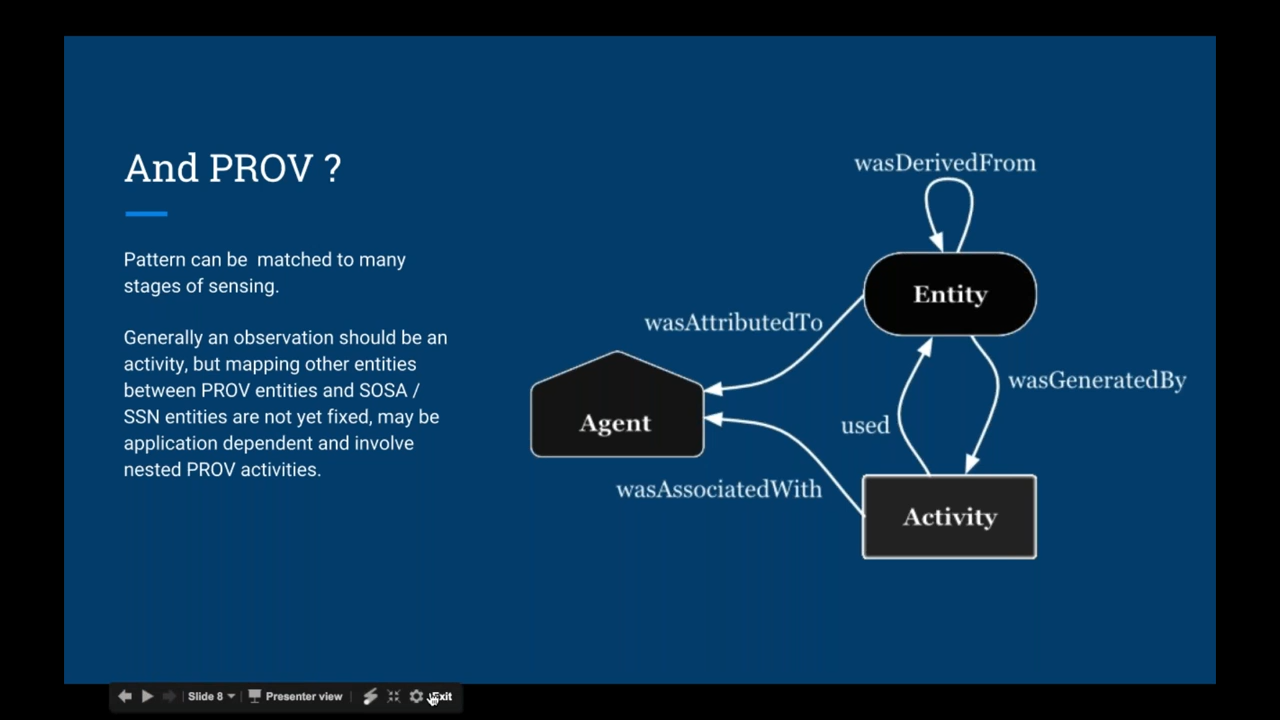 And PROV ?
Pattern can be  matched to many
stages of sensing.
Generally an observation should be an
activity, but mapping other entities
between PROV entities and SOSA /
SSN entities are not yet fixed, may be
application dependent and involve
nested PROV activities.
wasDerivedFrom
Entity
wasAttributedTo
wasGeneratedBy
Agent
used
wasAssociatedWith
Activity
Slide 8
Presenter view
Exit